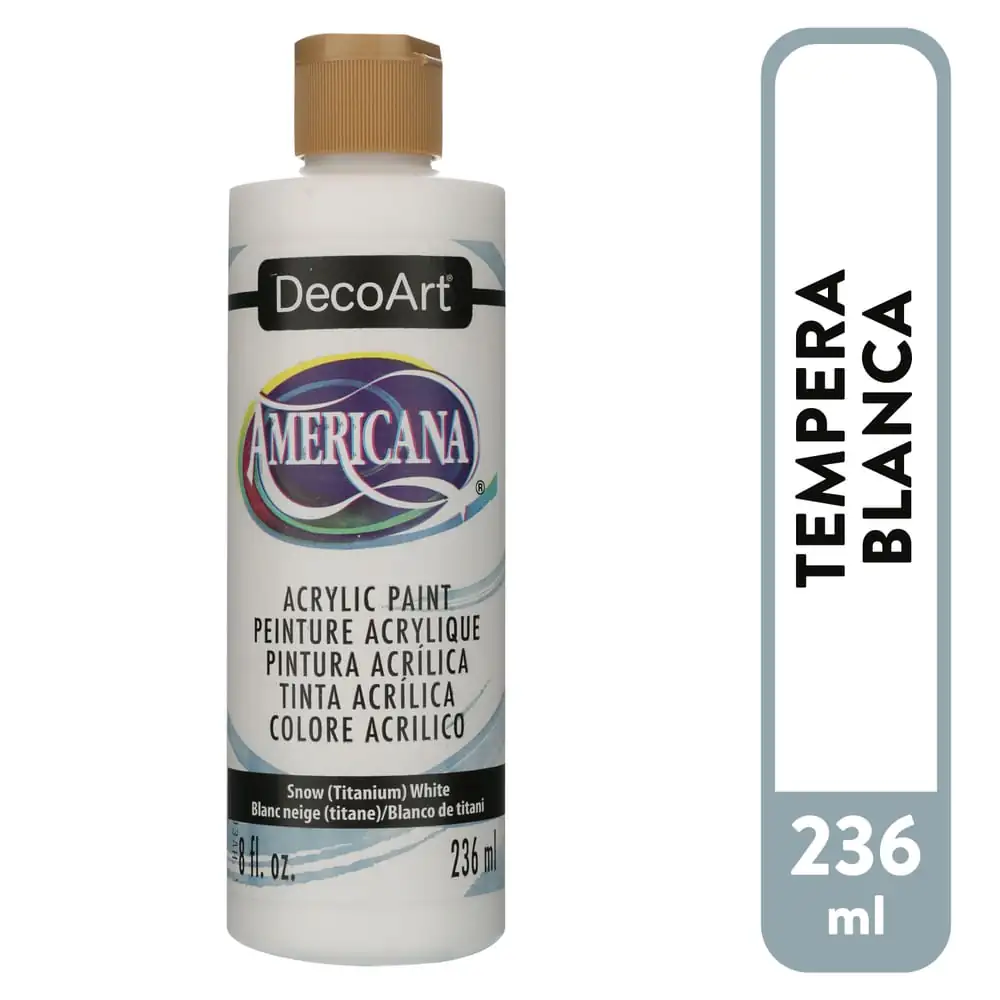 DecoArt®
AMERICANA®
ACRYLIC PAINT
PEINTURE ACRYLIQUE
PINTURA ACRÍLICA
TINTA ACRÍLICA
COLORE ACRILICO
Snow (Titanium) White
Blanc neige (titane)/Blanco de titani
8 fl. oz. 236 ml
TEMPERA
BLANCA
236
ml